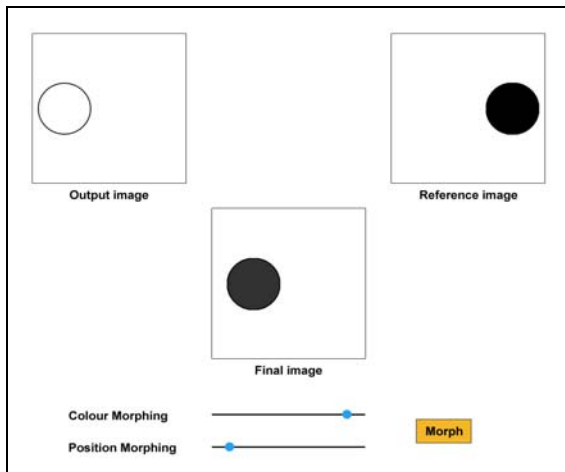 Output image
Reference image
Final image
Colour Morphing
Position Morphing
Morph